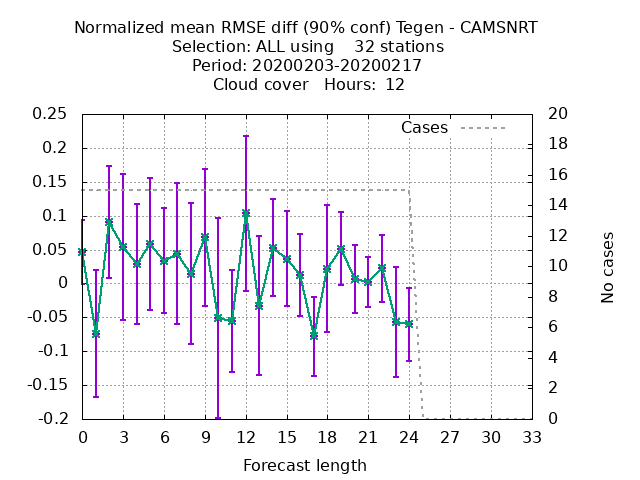 Normalized mean RMSE diff (90% conf) Tegen - CAMSNRT
Selection: ALL using    32 stations
Period: 20200203-20200217
Cloud cover   Hours:  12
Cases
0.25
0.2
0.15
0.1
0.05
0
-0.05
-0.1
-0.15
-0.2
20
18
16
14
12
10
8
6
4
2
0
No cases
0 3 6 9 12 15 18 21 24 27 30 33
Forecast length